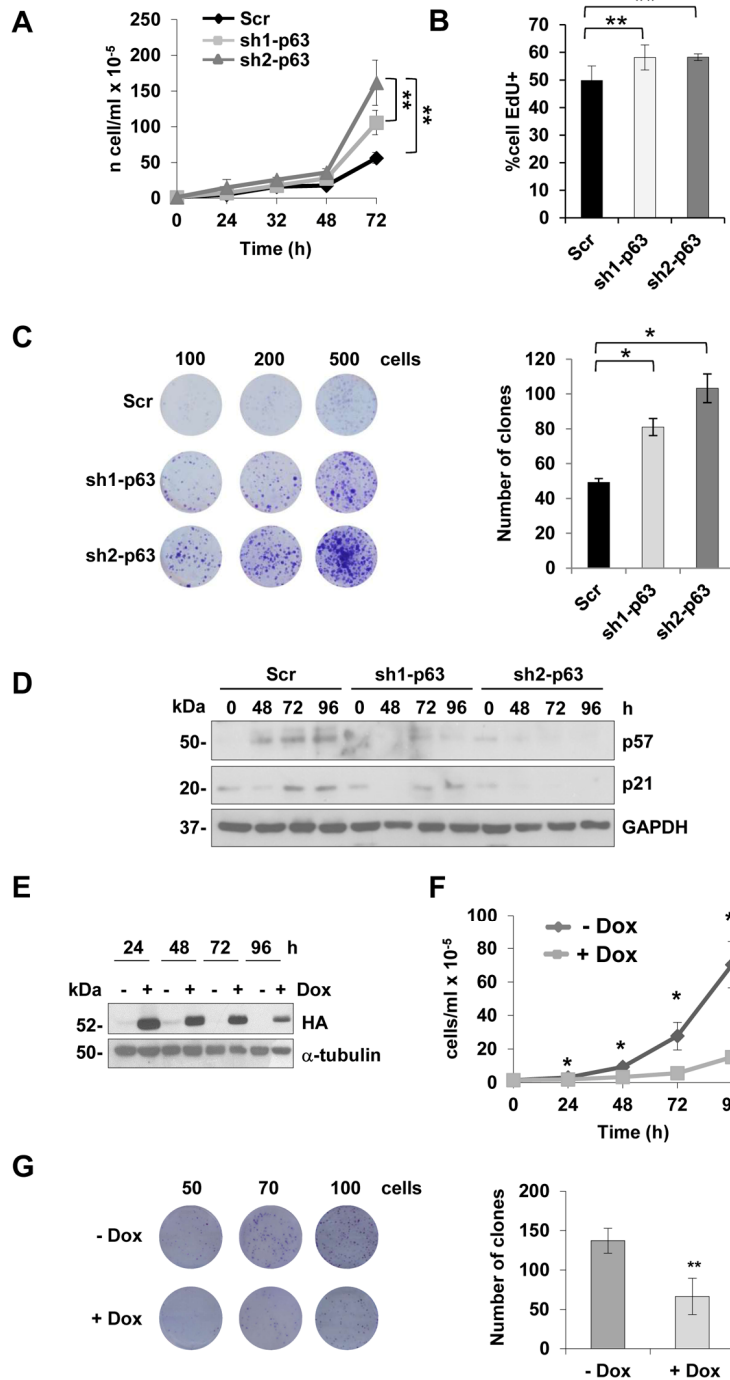 A
Scr
sh1-p63
sh2-p63
n cell/ml x 10-5
250
200
150
100
50
0
0 24 32 48 72
Time (h)
**
**
B
**
%cell EdU+
70
60
50
40
30
20
10
0
Scr
sh1-p63
sh2-p63
C
100 200 500 cells
Scr
sh1-p63
sh2-p63
*
*
Number of clones
120
100
80
60
40
20
0
Scr
sh1-p63
sh2-p63
D
Scr sh1-p63 sh2-p63
kDa 0 48 72 96 0 48 72 96 0 48 72 96 h
50- p57
20- p21
37- GAPDH
E
24 48 72 96 h
kDa - + - + - + - + Dox
52- HA
50- α-tubulin
F
- Dox
+ Dox
cells/ml x 10-5
100
80
60
40
20
0
* * * *
0 24 48 72
Time (h)
G
50 70 100 cells
- Dox
+ Dox
Number of clones
200
150
100
50
0
**
- Dox + Dox